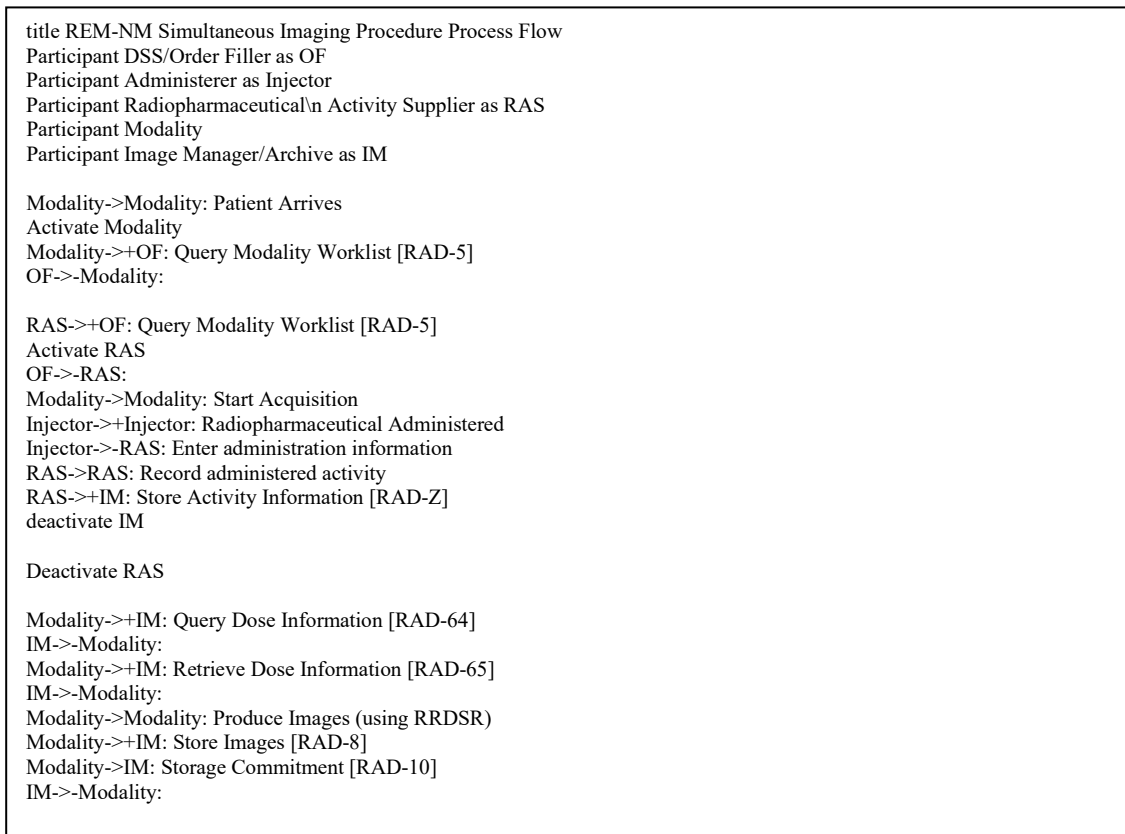 title REM-NM Simultaneous Imaging Procedure Process Flow
Participant DSS/Order Filler as OF
Participant Administerer as Injector
Participant Radiopharmaceutical\n Activity Supplier as RAS
Participant Modality
Participant Image Manager/Archive as IM
Modality->Modality: Patient Arrives
Activate Modality
Modality->+OF: Query Modality Worklist [RAD-5]
OF->-Modality:
RAS->+OF: Query Modality Worklist [RAD-5]
Activate RAS
OF->-RAS:
Modality->Modality: Start Acquisition
Injector->+Injector: Radiopharmaceutical Administered
Injector->-RAS: Enter administration information
RAS->RAS: Record administered activity
RAS->+IM: Store Activity Information [RAD-Z]
deactivate IM
Deactivate RAS
Modality->+IM: Query Dose Information [RAD-64]
IM->-Modality:
Modality->+IM: Retrieve Dose Information [RAD-65]
IM->-Modality:
Modality->Modality: Produce Images (using RRDSR)
Modality->+IM: Store Images [RAD-8]
Modality->IM: Storage Commitment [RAD-10]
IM->-Modality: